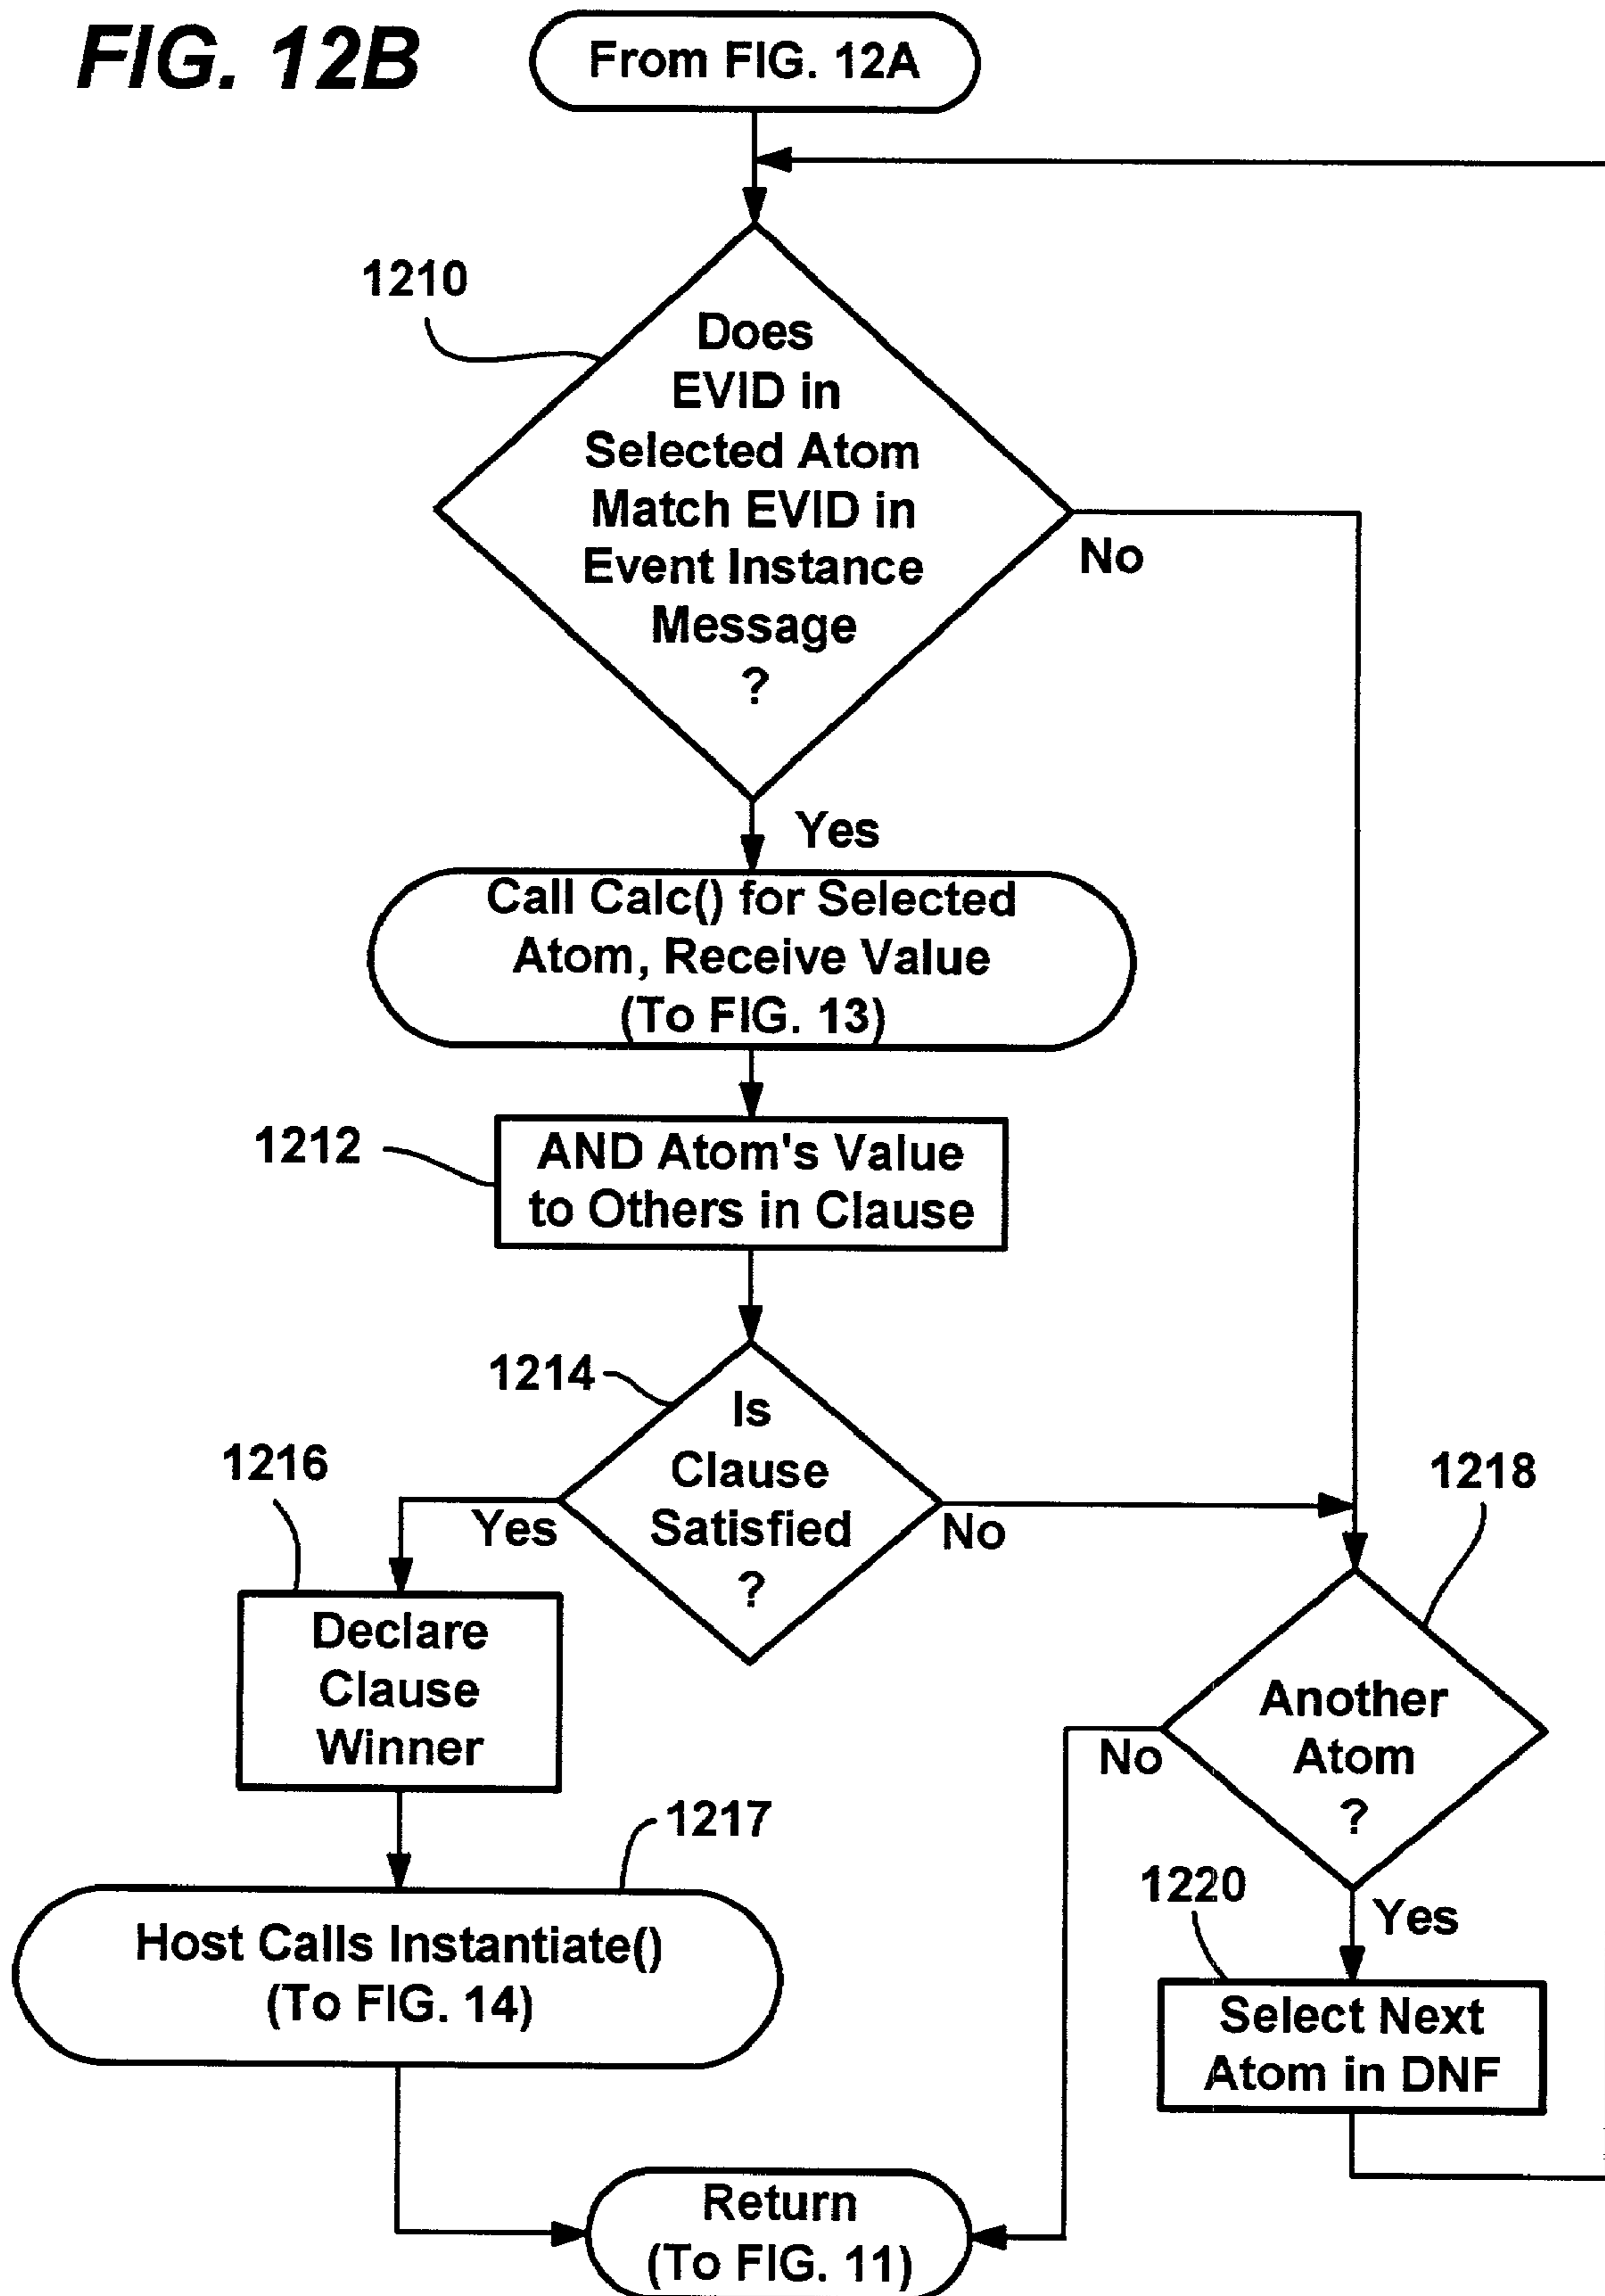 FIG. 12B
From FIG. 12A
1210
Does
EVID in
Selected Atom
Match EVID in
Event Instance
Message
?
No
Yes
Call Calc() for Selected
Atom, Receive Value
(To FIG. 13)
1212
AND Atom's Value
to Others in Clause
1214
Is
Clause
Satisfied
?
Yes
No
1216
Declare
Clause
Winner
1218
Another
Atom
?
No
Yes
1217
Host Calls Instantiate()
(To FIG. 14)
1220
Select Next
Atom in DNF
Return
(To FIG. 11)